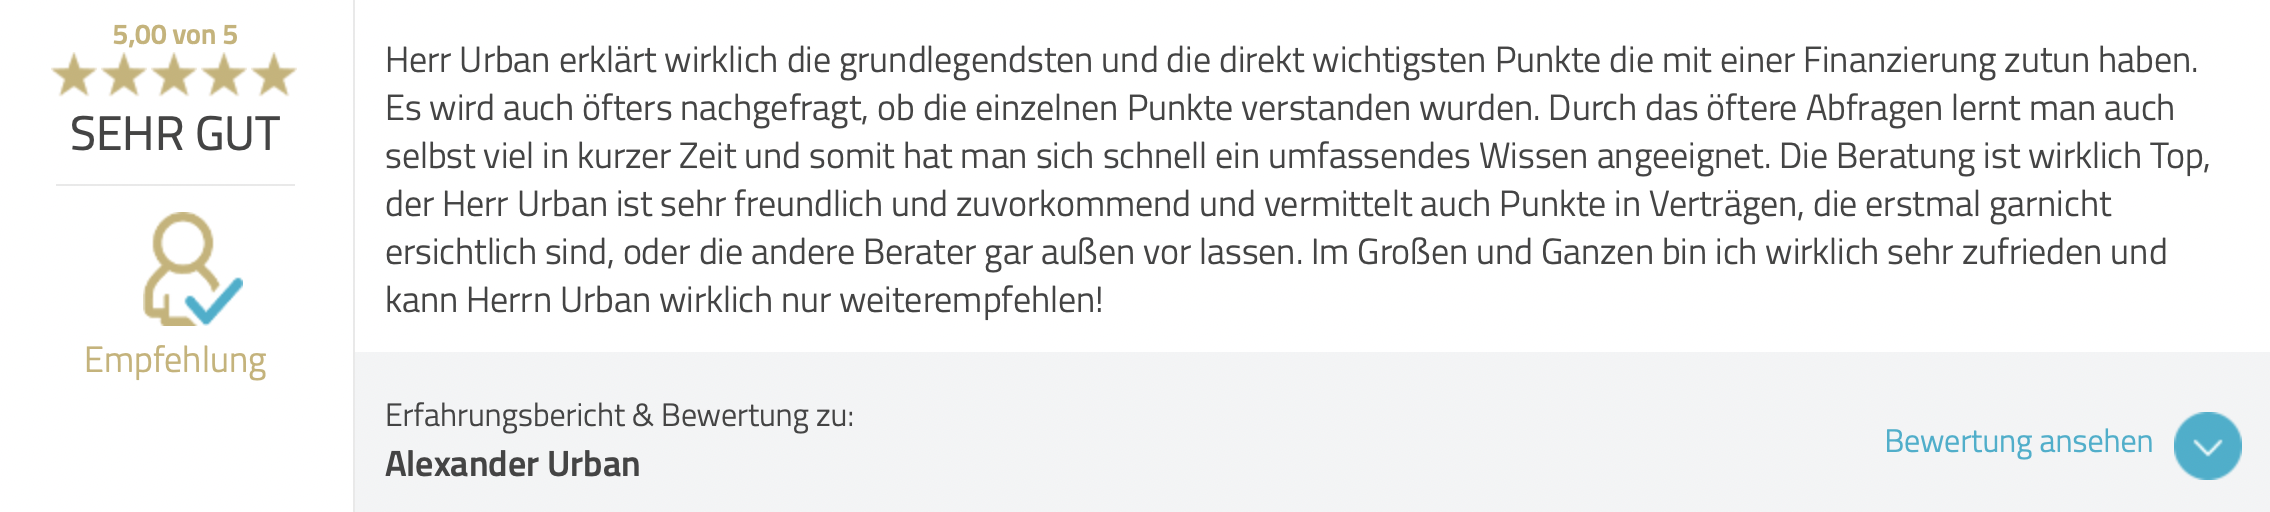 5,00 von 5
SEHR GUT
Empfehlung
Herr Urban erklärt wirklich die grundlegendsten und die direkt wichtigsten Punkte die mit einer Finanzierung zutun haben.
Es wird auch öfters nachgefragt, ob die einzelnen Punkte verstanden wurden. Durch das öftere Abfragen lernt man auch
selbst viel in kurzer Zeit und somit hat man sich schnell ein umfassendes Wissen angeeignet. Die Beratung ist wirklich Top,
der Herr Urban ist sehr freundlich und zuvorkommend und vermittelt auch Punkte in Verträgen, die erstmal garnicht
ersichtlich sind, oder die andere Berater gar außen vor lassen. Im Großen und Ganzen bin ich wirklich sehr zufrieden und
kann Herrn Urban wirklich nur weiterempfehlen!
Erfahrungsbericht & Bewertung zu:
Alexander Urban
Bewertung ansehen